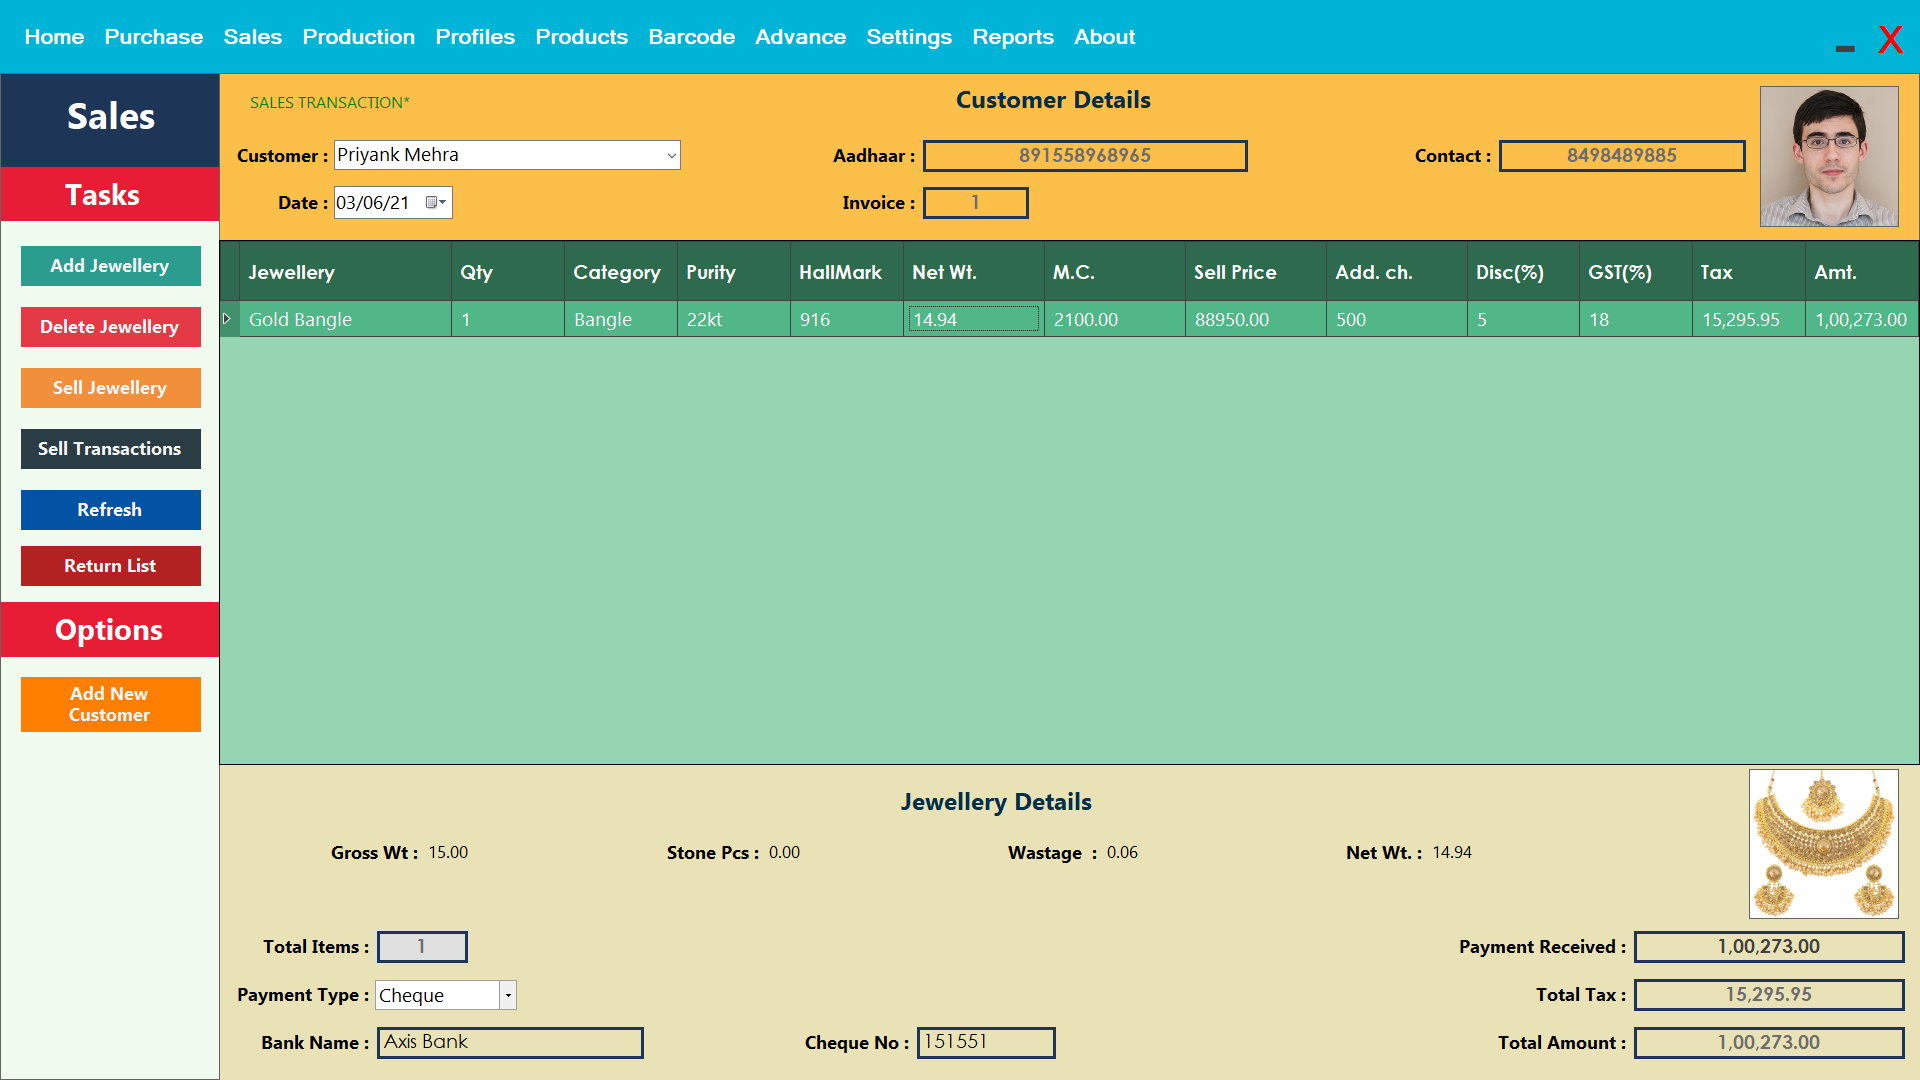 Home Purchase Sales Production Profiles Products Barcode Advance Settings Reports About
X
Sales
Tasks
Add Jewellery
Delete Jewellery
Sell Jewellery
Sell Transactions
Refresh
Return List
Options
Add New
Customer
SALES TRANSACTION*
Customer Details
Customer : Priyank Mehra
Aadhaar : 891558968965
Contact : 8498489885
Date : 03/06/21
Invoice : 1
Jewellery Qty Category Purity HallMark Net Wt. M.C. Sell Price Add. ch. Disc(%) GST(%) Tax Amt.
Gold Bangle 1 Bangle 22kt 916 14.94 2100.00 88950.00 500 5 18 15,295.95 1,00,273.00
Jewellery Details
Gross Wt : 15.00
Stone Pcs : 0.00
Wastage : 0.06
Net Wt. : 14.94
Total Items : 1
Payment Received : 1,00,273.00
Payment Type : Cheque
Total Tax : 15,295.95
Bank Name : Axis Bank
Cheque No : 151551
Total Amount : 1,00,273.00